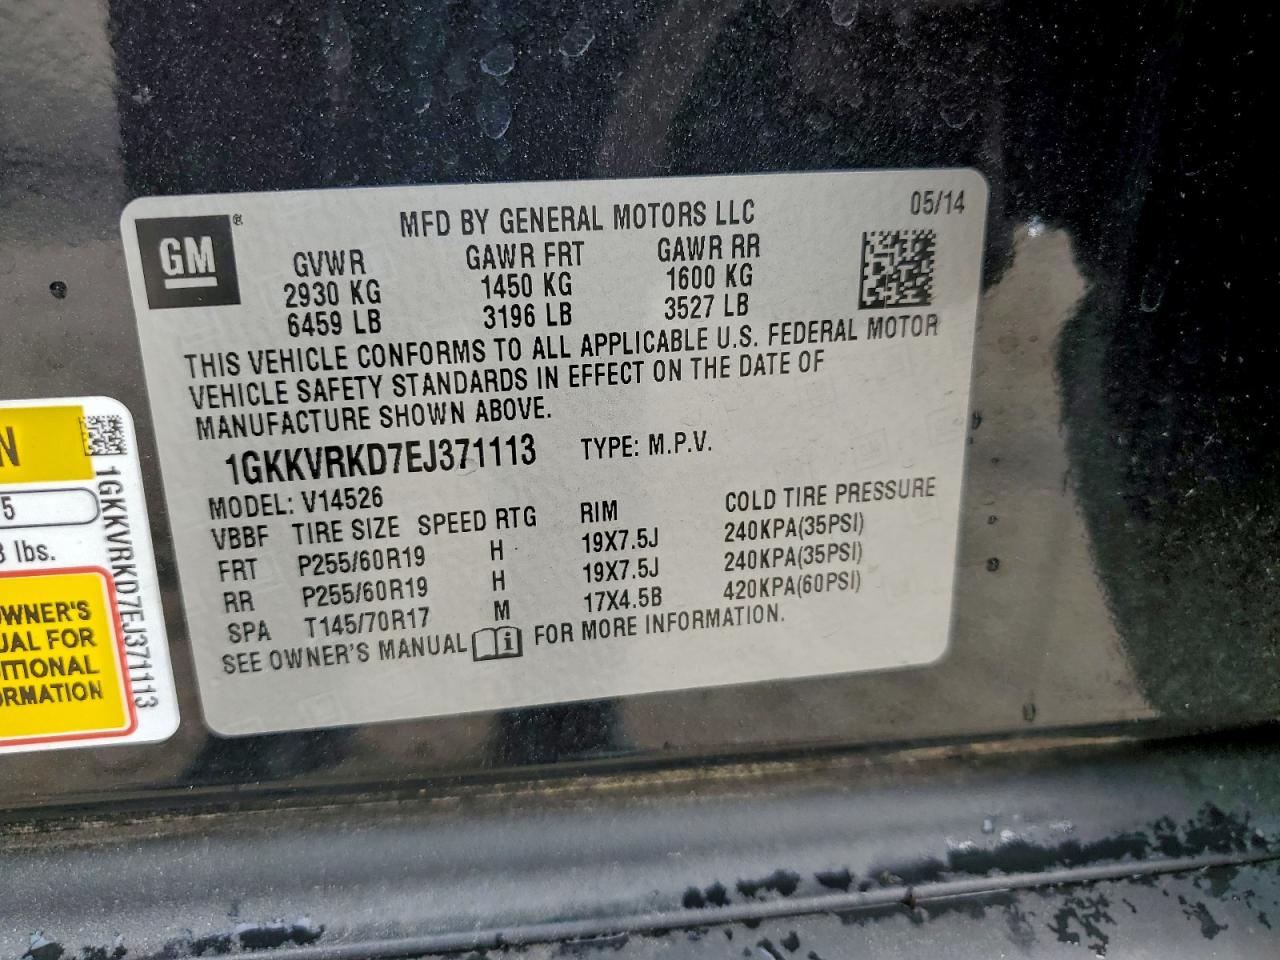 GM®
MFD BY GENERAL MOTORS LLC
05/14
GVWR GAWR FRT GAWR RR
2930 KG 1450 KG 1600 KG
6459 LB 3196 LB 3527 LB
THIS VEHICLE CONFORMS TO ALL APPLICABLE U.S. FEDERAL MOTOR
VEHICLE SAFETY STANDARDS IN EFFECT ON THE DATE OF
MANUFACTURE SHOWN ABOVE.
1GKKVRKD7EJ371113 TYPE: M.P.V.
MODEL: V14526
VBBF TIRE SIZE SPEED RTG RIM COLD TIRE PRESSURE
FRT P255/60R19 H 19X7.5J 240KPA(35PSI)
RR P255/60R19 H 19X7.5J 240KPA(35PSI)
SPA T145/70R17 M 17X4.5B 420KPA(60PSI)
SEE OWNER'S MANUAL i FOR MORE INFORMATION.
N
5
lbs.
OWNER'S
UAL FOR
ITIONAL
ORMATION
1GKKVRKD7EJ371113